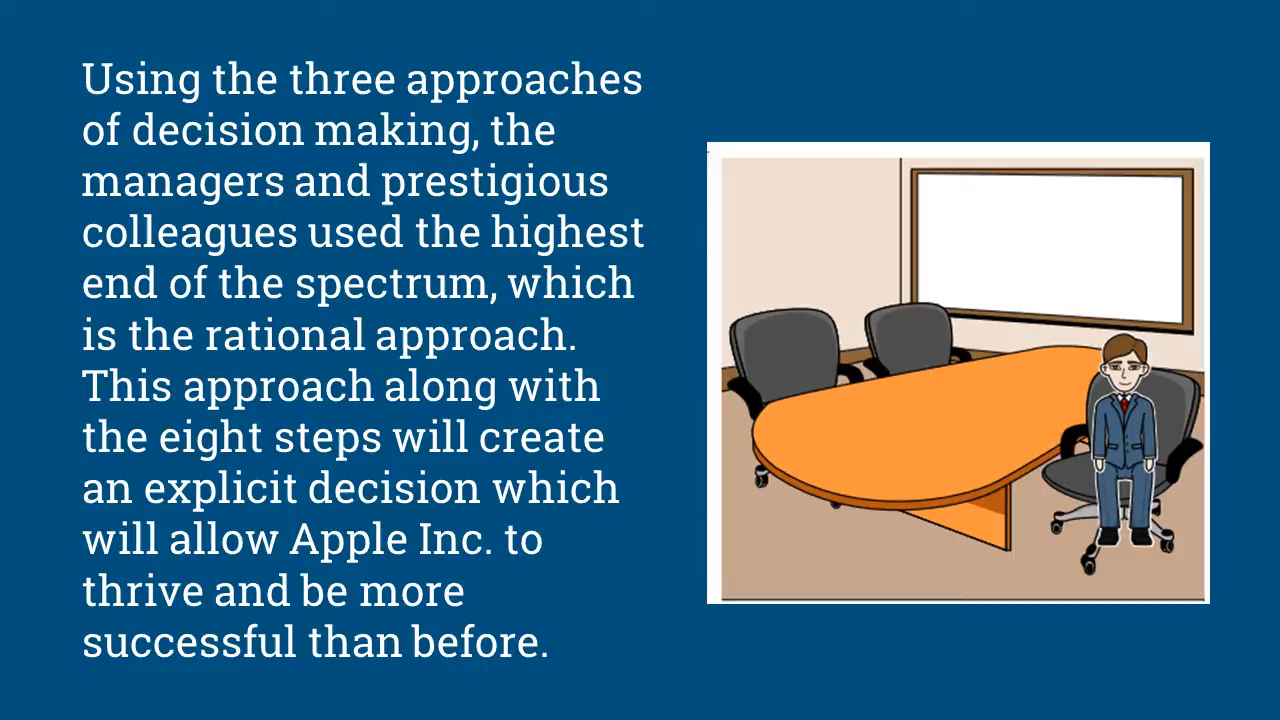 Using the three approaches
of decision making, the
managers and prestigious
colleagues used the highest
end of the spectrum, which
is the rational approach.
This approach along with
the eight steps will create
an explicit decision which
will allow Apple Inc. to
thrive and be more
successful than before.